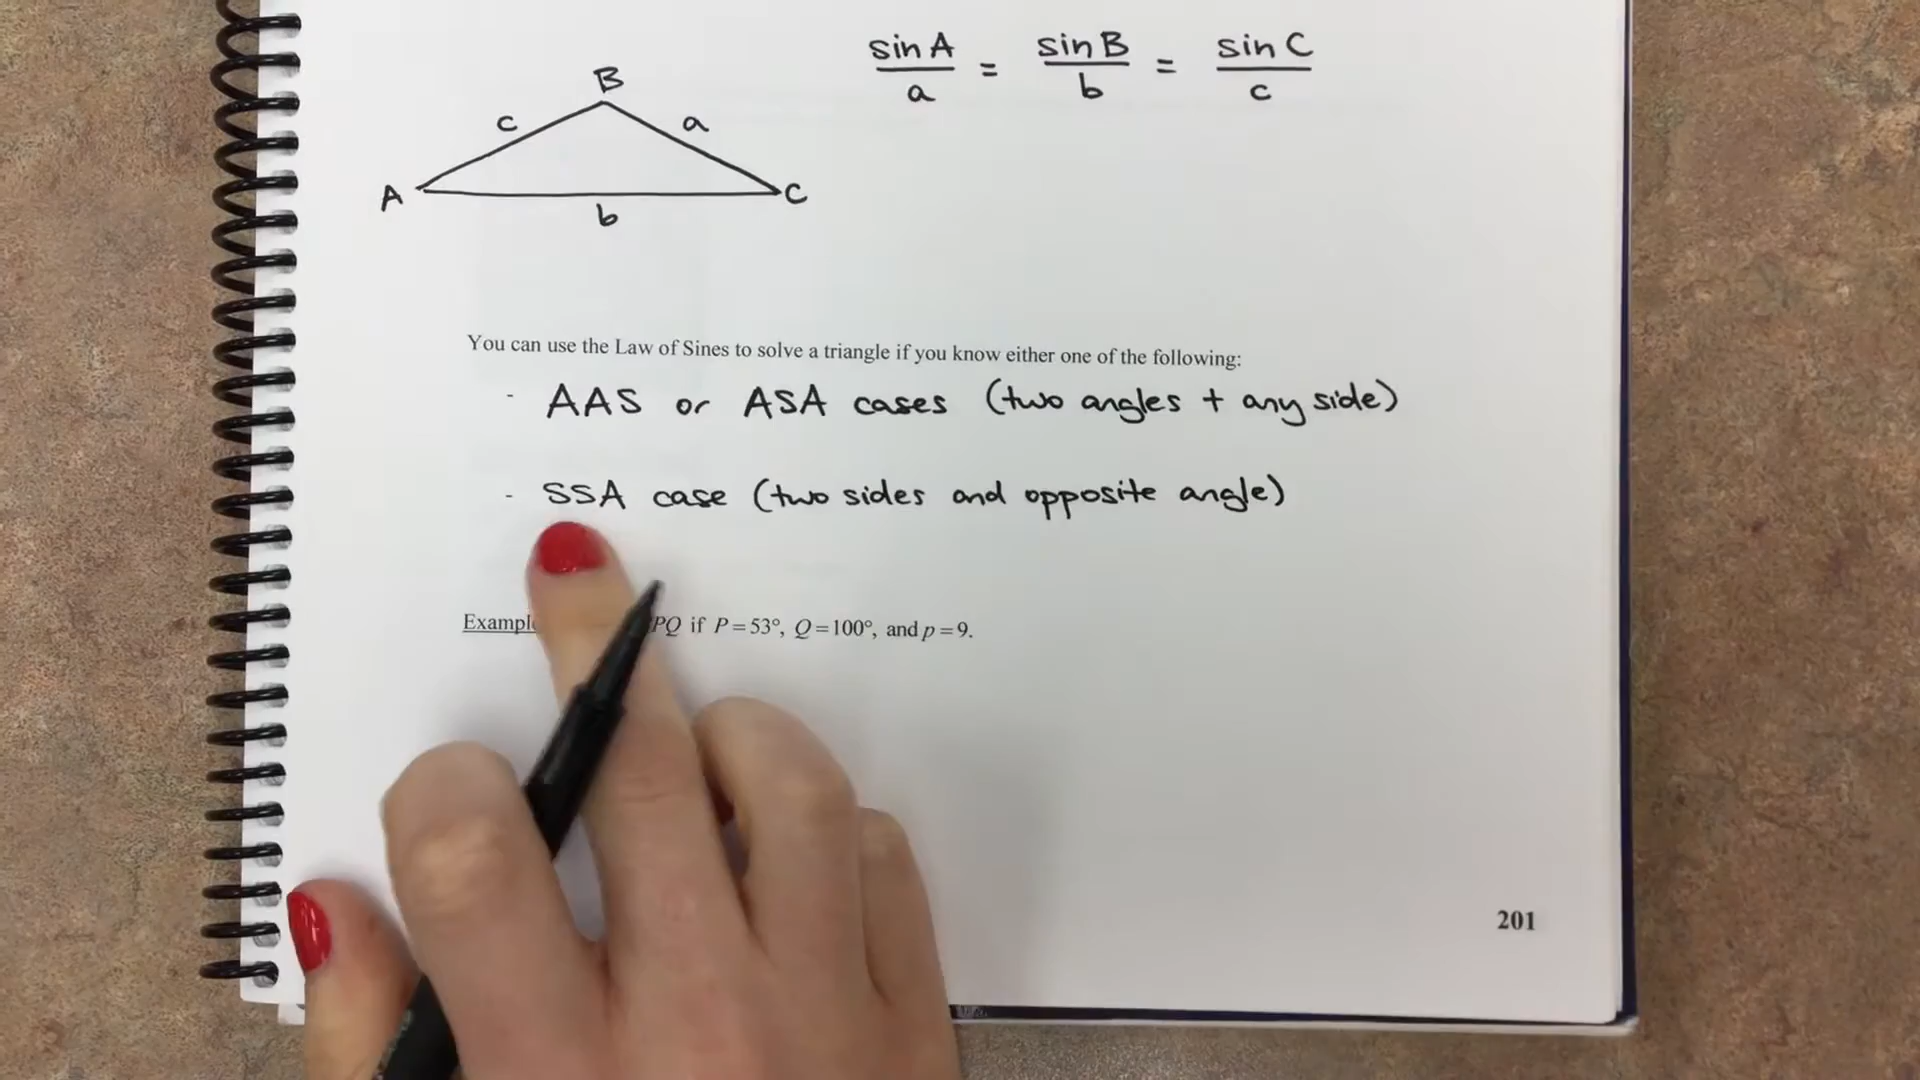 B
c
a
A
C
b
sin A / a = sin B / b = sin C / c
You can use the Law of Sines to solve a triangle if you know either one of the following:
- AAS or ASA cases (two angles + any side)
- SSA case (two sides and opposite angle)
PQ if P = 53°, Q = 100°, and p = 9.
201